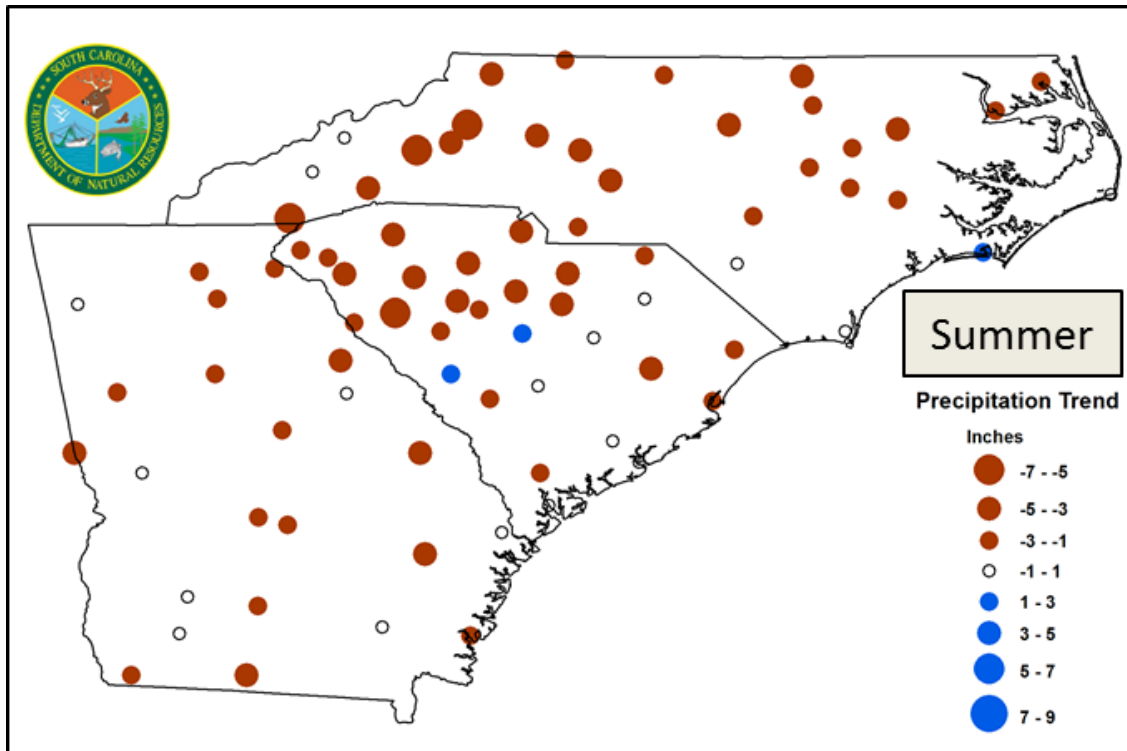 SOUTH CAROLINA
DEPARTMENT OF NATURAL RESOURCES
Summer
Precipitation Trend
Inches
-7 - -5
-5 - -3
-3 - -1
-1 - 1
1 - 3
3 - 5
5 - 7
7 - 9